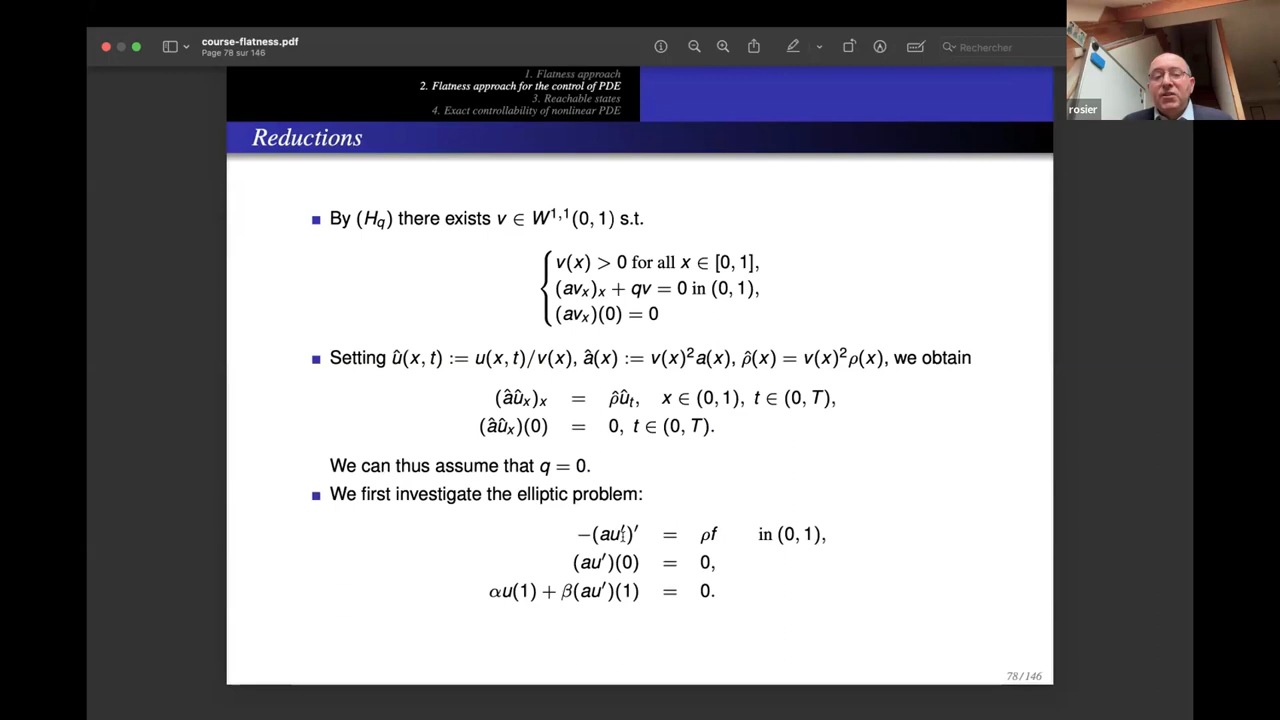 course-flatness.pdf
Page 78 sur 146
Rechercher
rosier
1. Flatness approach
2. Flatness approach for the control of PDE
3. Reachable states
4. Exact controllability of nonlinear PDE
Reductions
By (H_q) there exists v ∈ W^{1,1}(0, 1) s.t.
v(x) > 0 for all x ∈ [0, 1],
(av_x)_x + qv = 0 in (0, 1),
(av_x)(0) = 0
Setting û(x, t) := u(x, t)/v(x), â(x) := v(x)²a(x), ρ̂(x) = v(x)²ρ(x), we obtain
(âû_x)_x = ρ̂û_t, x ∈ (0, 1), t ∈ (0, T),
(âû_x)(0) = 0, t ∈ (0, T).
We can thus assume that q = 0.
We first investigate the elliptic problem:
−(au′)′ = ρf in (0, 1),
(au′)(0) = 0,
αu(1) + β(au′)(1) = 0.
78 / 146